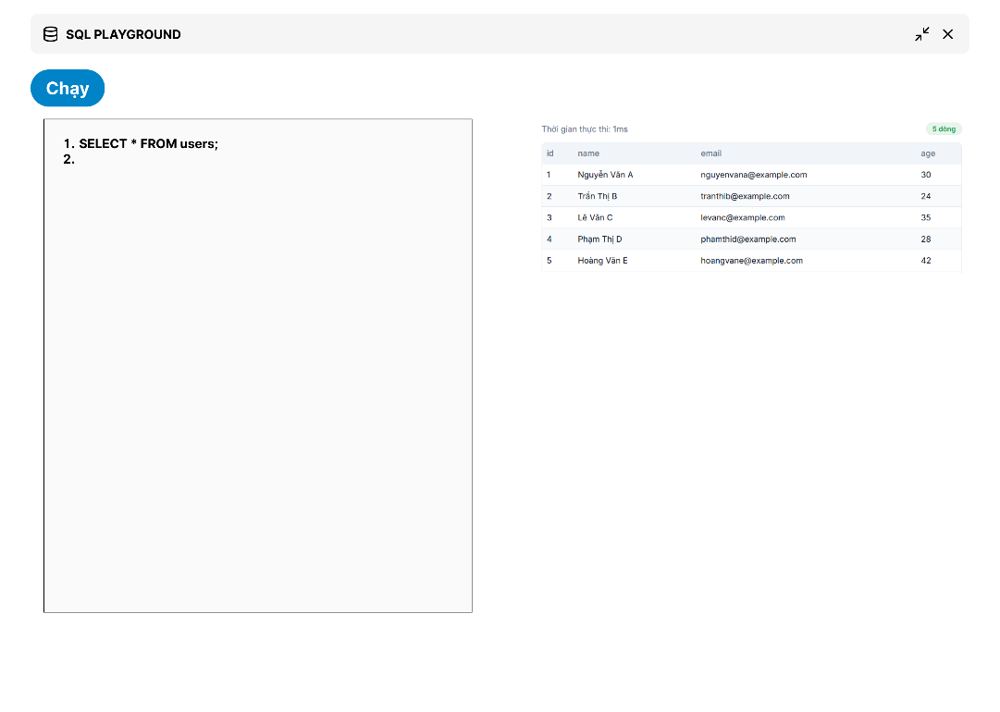 SQL PLAYGROUND
Chạy
1. SELECT * FROM users;
2.
Thời gian thực thi: 1ms 5 dòng
id name email age
1 Nguyễn Văn A nguyenvana@example.com 30
2 Trần Thị B tranthib@example.com 24
3 Lê Văn C levanc@example.com 35
4 Phạm Thị D phamthid@example.com 28
5 Hoàng Văn E hoangvane@example.com 42